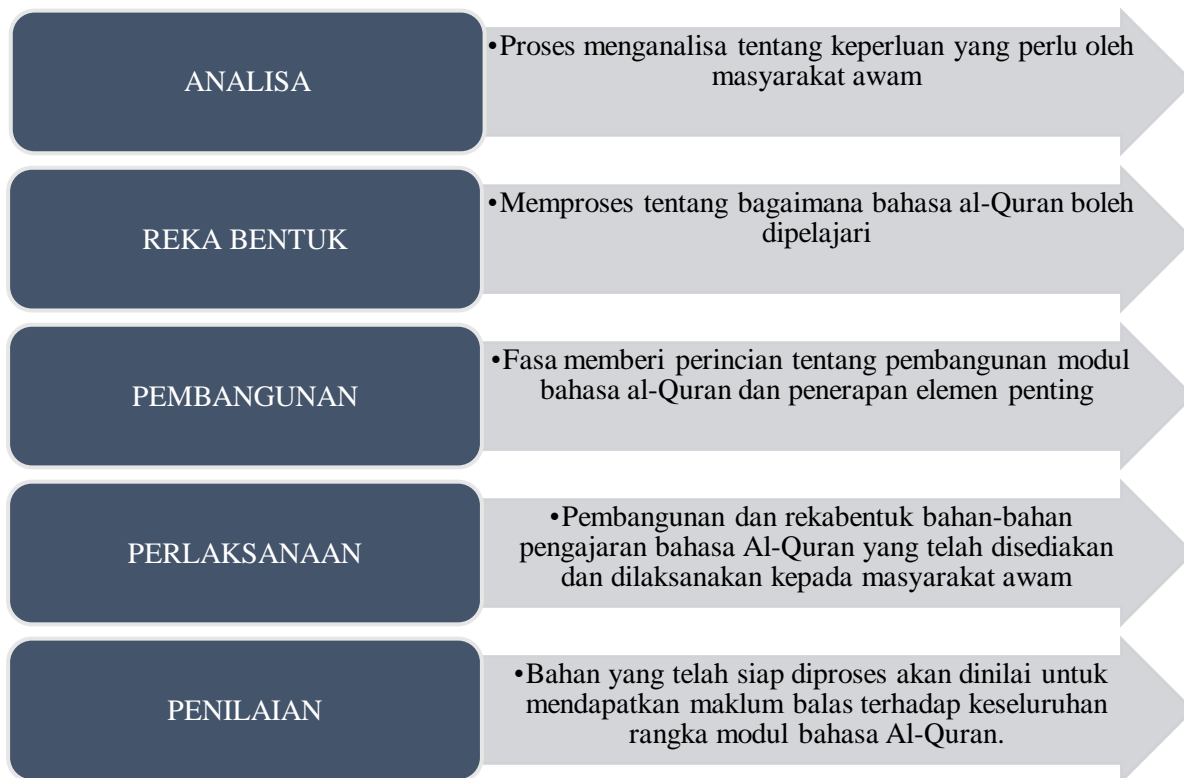 ANALISA
•Proses menganalisa tentang keperluan yang perlu oleh
masyarakat awam
REKA BENTUK
•Memproses tentang bagaimana bahasa al-Quran boleh
dipelajari
PEMBANGUNAN
•Fasa memberi perincian tentang pembangunan modul
bahasa al-Quran dan penerapan elemen penting
PERLAKSANAAN
•Pembangunan dan rekabentuk bahan-bahan
pengajaran bahasa Al-Quran yang telah disediakan
dan dilaksanakan kepada masyarakat awam
PENILAIAN
•Bahan yang telah siap diproses akan dinilai untuk
mendapatkan maklum balas terhadap keseluruhan
rangka modul bahasa Al-Quran.